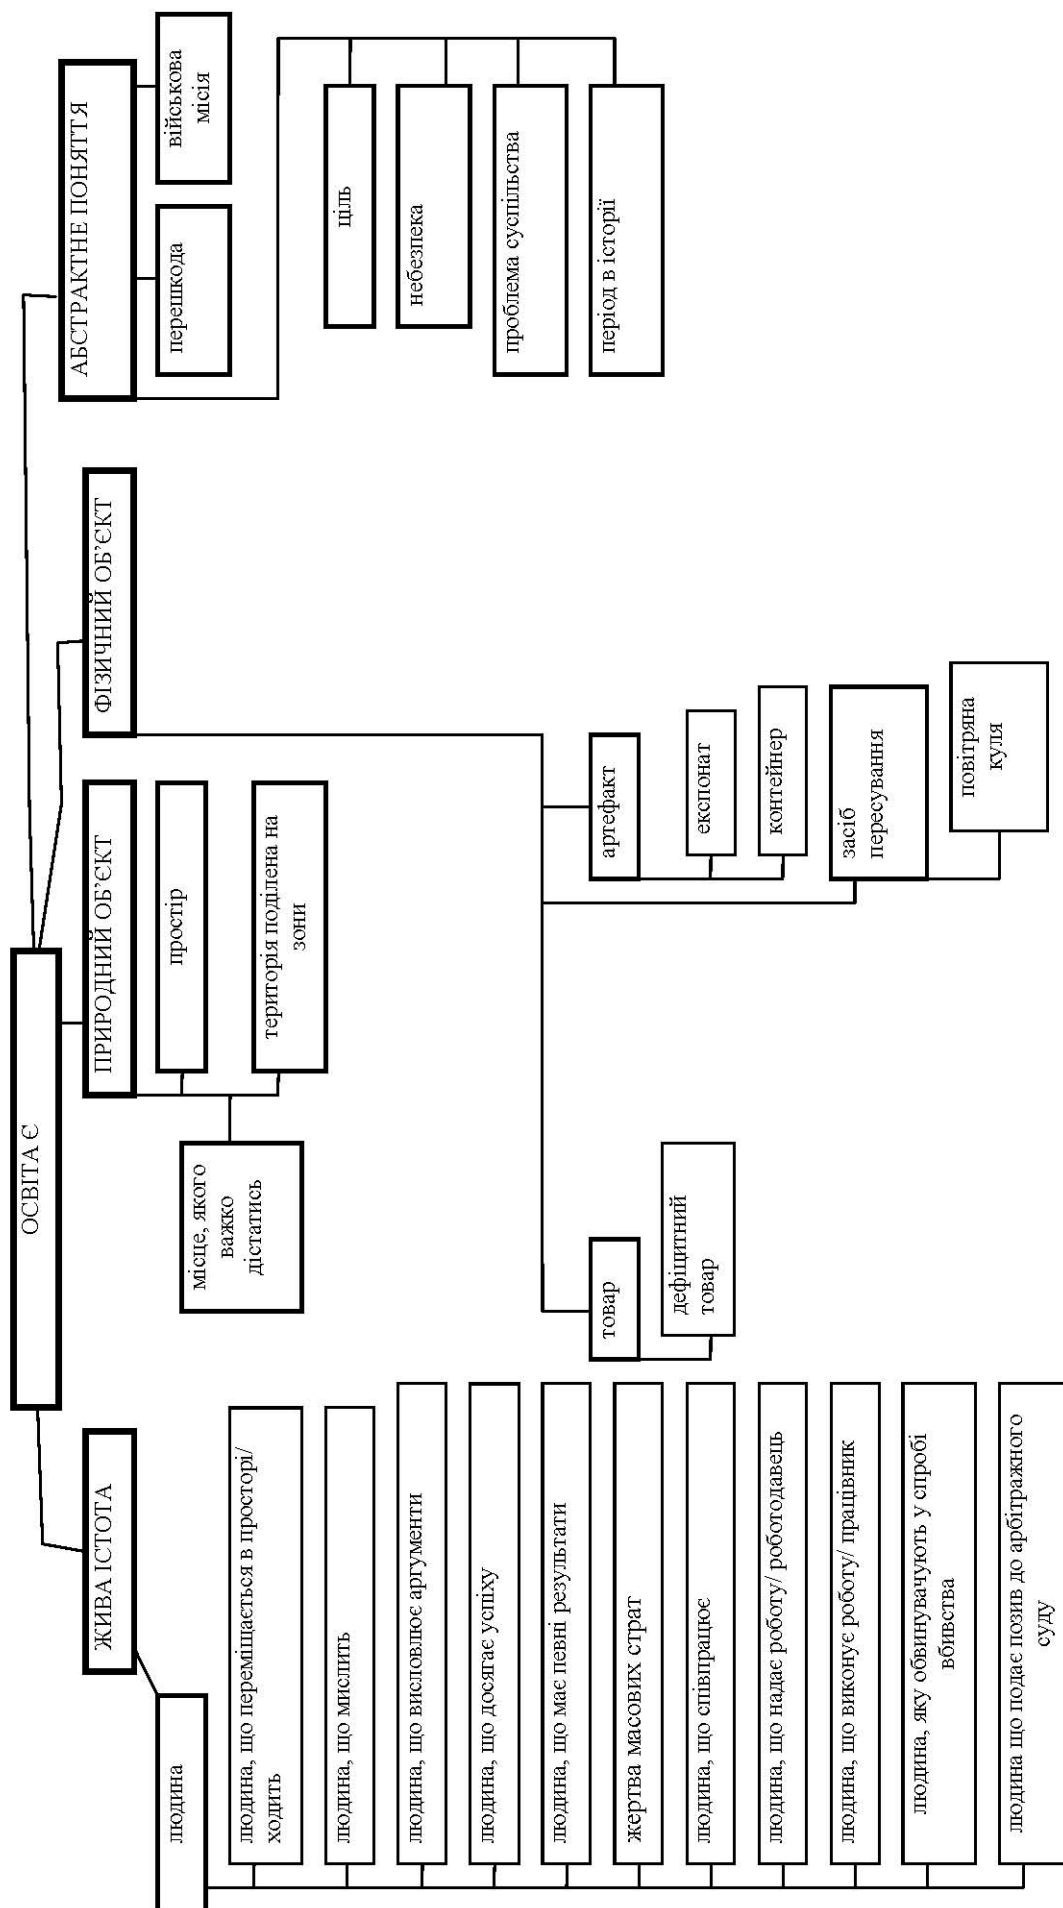 ОСВІТА Є
ЖИВА ІСТОТА
людина
людина, що переміщається в просторі/
ходить
людина, що мислить
людина, що висловлює аргументи
людина, що досягає успіху
людина, що має певні результати
жертва масових страт
людина, що співпрацює
людина, що надає роботу/ роботодавець
людина, що виконує роботу/ працівник
людина, яку обвинувачують у спробі
вбивства
людина що подає позив до арбітражного
суду
ПРИРОДНИЙ ОБ’ЄКТ
простір
місце, якого
важко
дістатись
територія поділена на
зони
ФІЗИЧНИЙ ОБ’ЄКТ
товар
дефіцитний
товар
артефакт
експонат
контейнер
засіб
пересування
повітряна
куля
АБСТРАКТНЕ ПОНЯТТЯ
перешкода
військова
місія
ціль
небезпека
проблема суспільства
період в історії